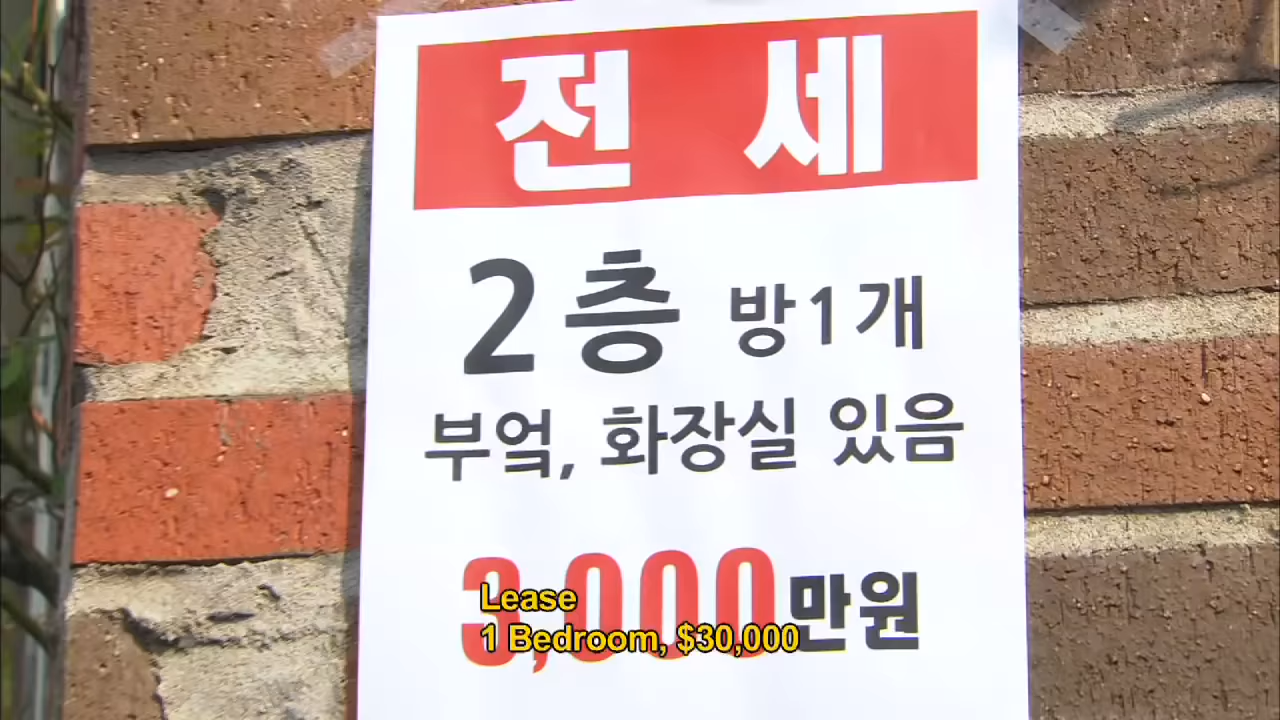 전 세
2층 방1개
부엌, 화장실 있음
3,000만원
Lease
1 Bedroom, $30,000